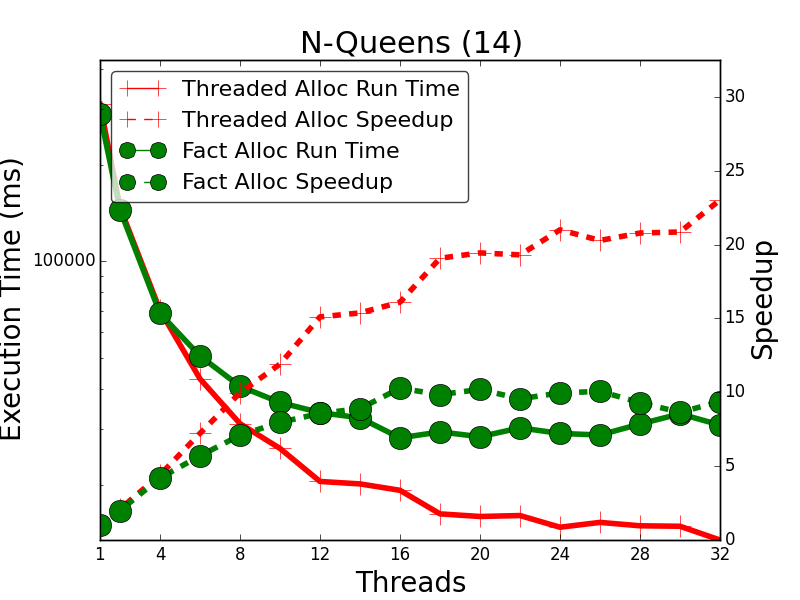 N-Queens (14)
Threaded Alloc Run Time
Threaded Alloc Speedup
Fact Alloc Run Time
Fact Alloc Speedup
Execution Time (ms)
100000
Speedup
30
25
20
15
10
5
0
1 4 8 12 16 20 24 28 32
Threads